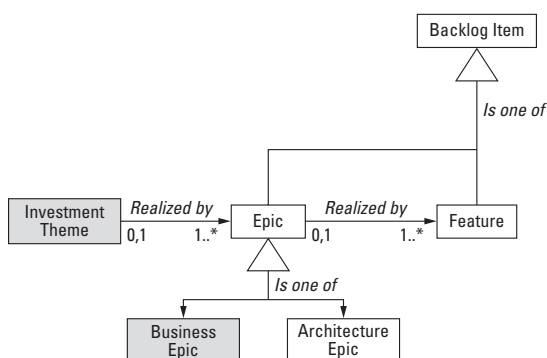 Backlog Item
Is one of
Investment
Theme
Realized by
0,1
1..*
Epic
Realized by
0,1
1..*
Feature
Is one of
Business
Epic
Architecture
Epic